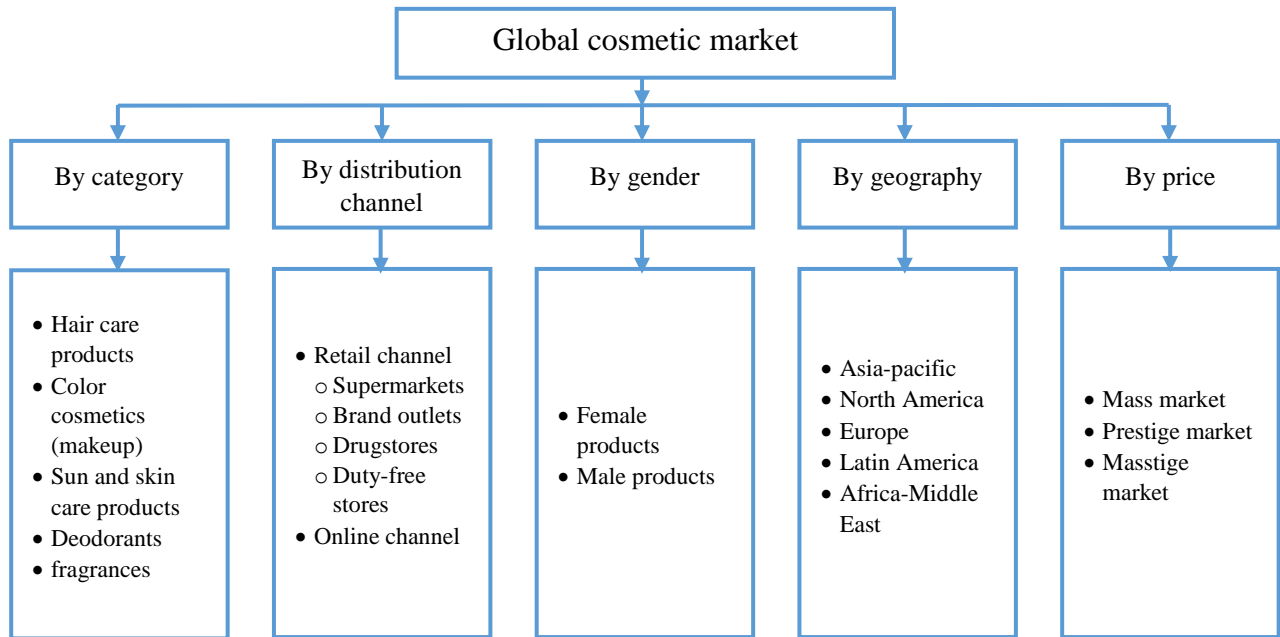 Global cosmetic market
By category
By distribution
channel
By gender
By geography
By price
• Hair care
products
• Color
cosmetics
(makeup)
• Sun and skin
care products
• Deodorants
• fragrances
• Retail channel
o Supermarkets
o Brand outlets
o Drugstores
o Duty-free
stores
• Online channel
• Female
products
• Male products
• Asia-pacific
• North America
• Europe
• Latin America
• Africa-Middle
East
• Mass market
• Prestige market
• Masstige
market